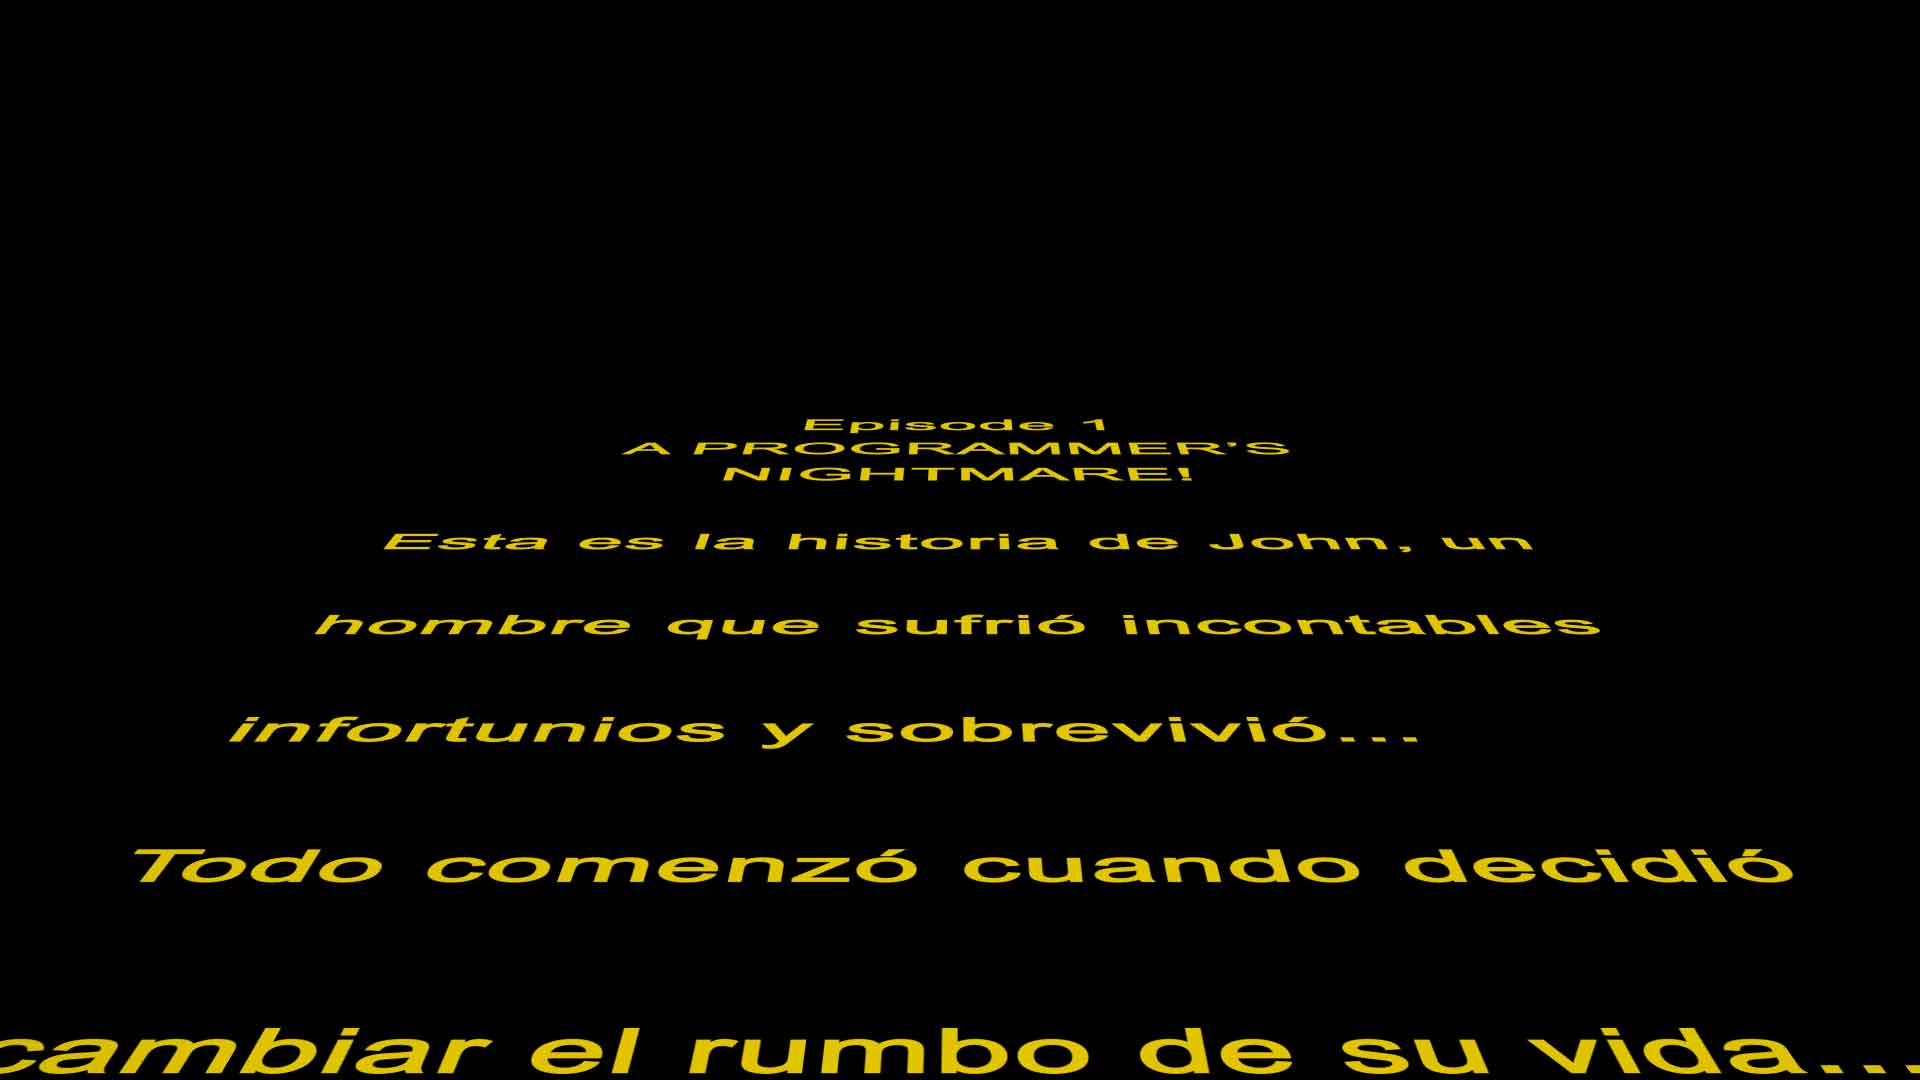 Episode 1
A PROGRAMMER'S
NIGHTMARE!
Esta es la historia de John, un
hombre que sufrió incontables
infortunios y sobrevivió...
Todo comenzó cuando decidió
cambiar el rumbo de su vida...